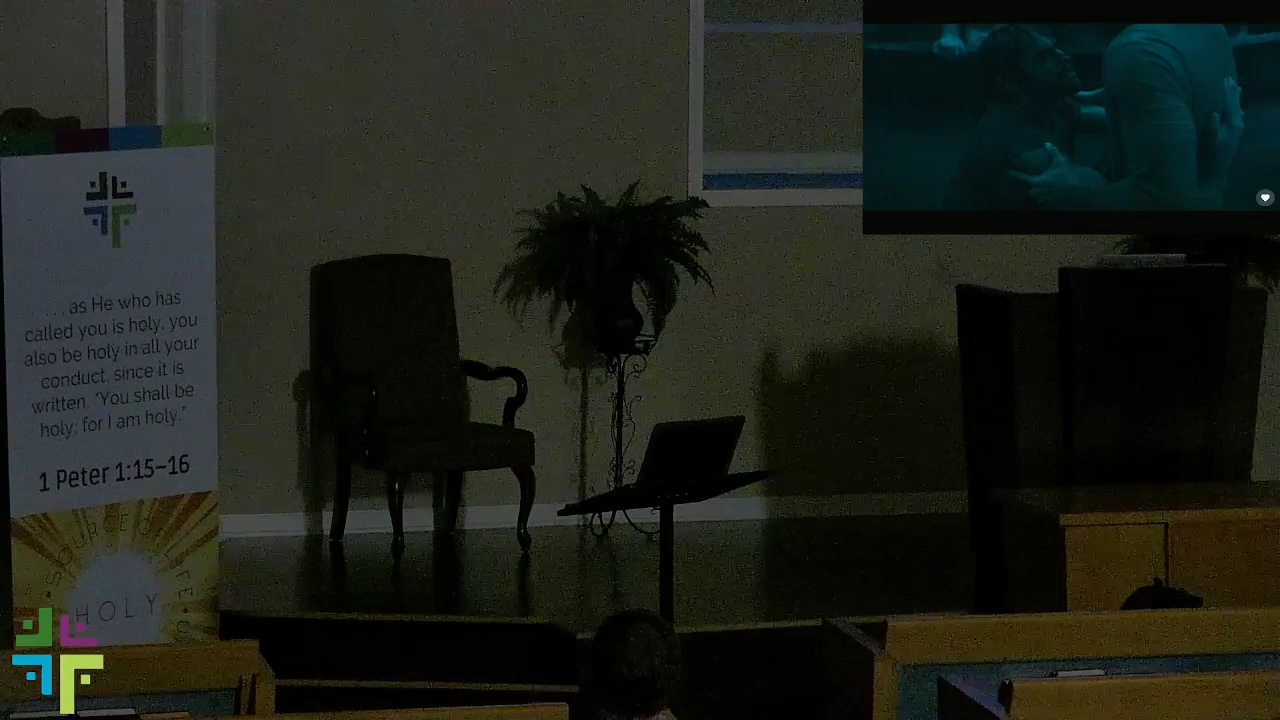 ... as He who has
called you is holy, you
also be holy in all your
conduct, since it is
written, "You shall be
holy, for I am holy."
1 Peter 1:15–16
HOLY